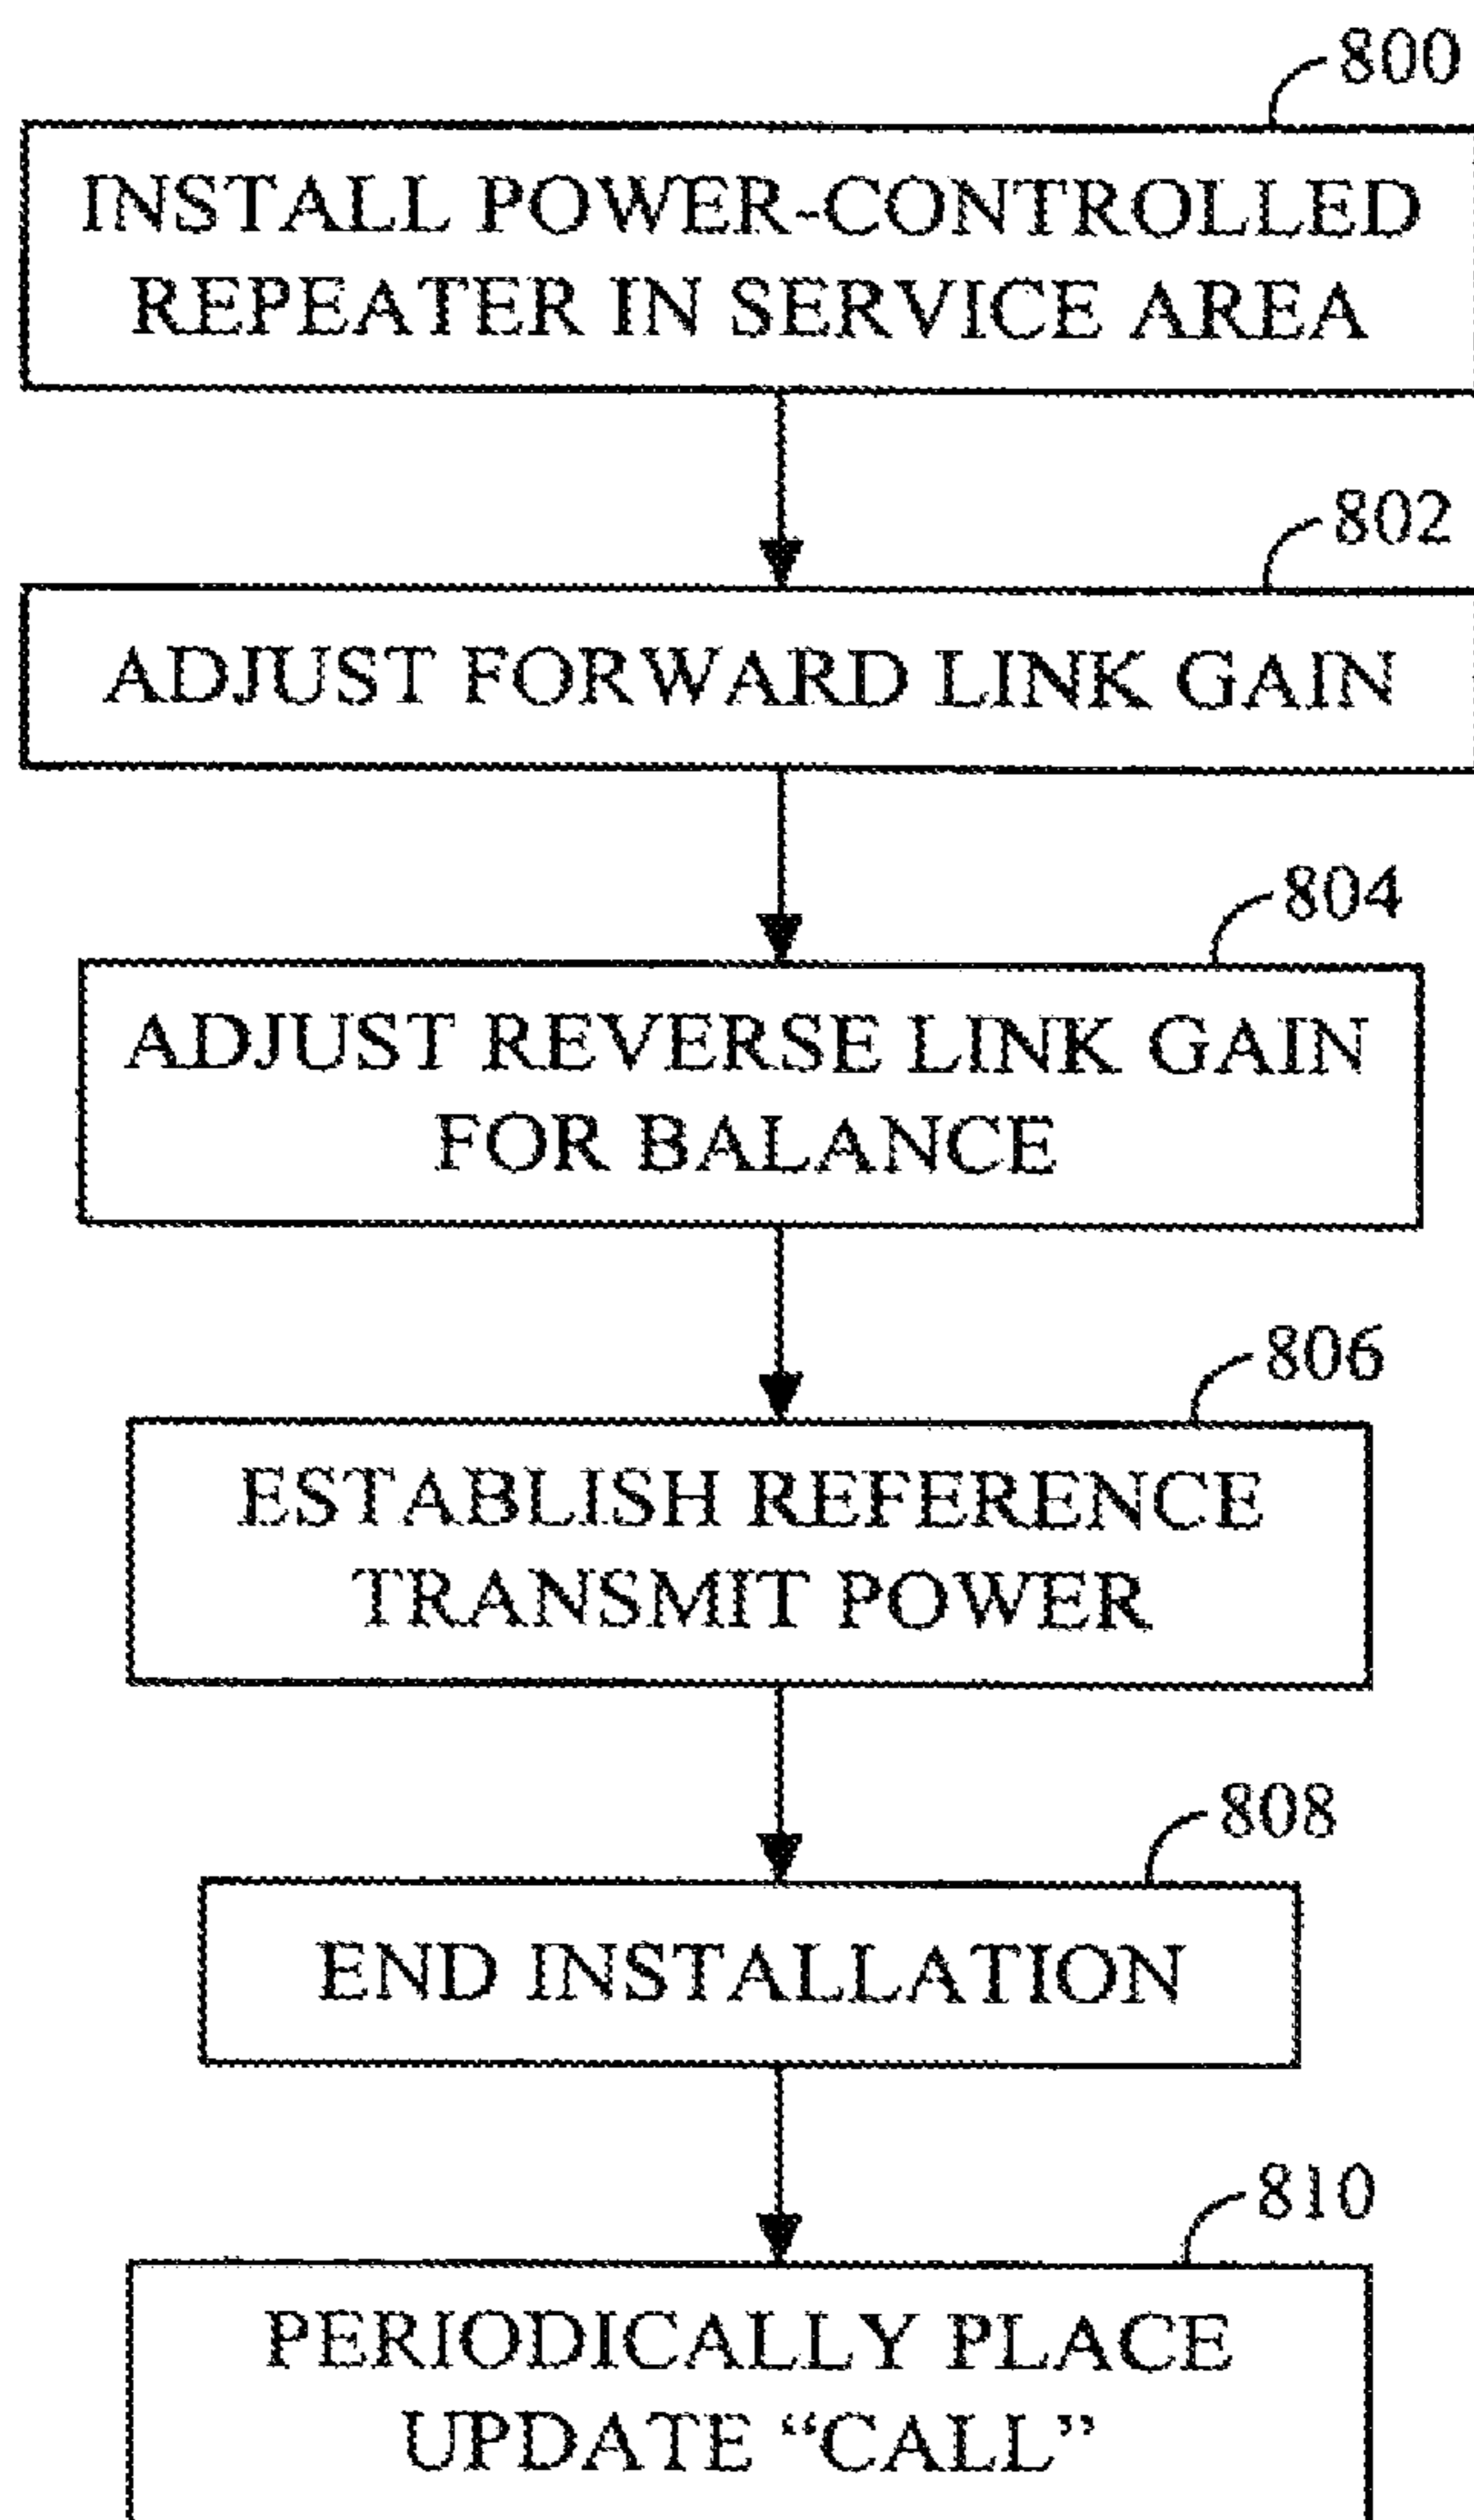 800
INSTALL POWER-CONTROLLED
REPEATER IN SERVICE AREA
802
ADJUST FORWARD LINK GAIN
804
ADJUST REVERSE LINK GAIN
FOR BALANCE
806
ESTABLISH REFERENCE
TRANSMIT POWER
808
END INSTALLATION
810
PERIODICALLY PLACE
UPDATE “CALL”